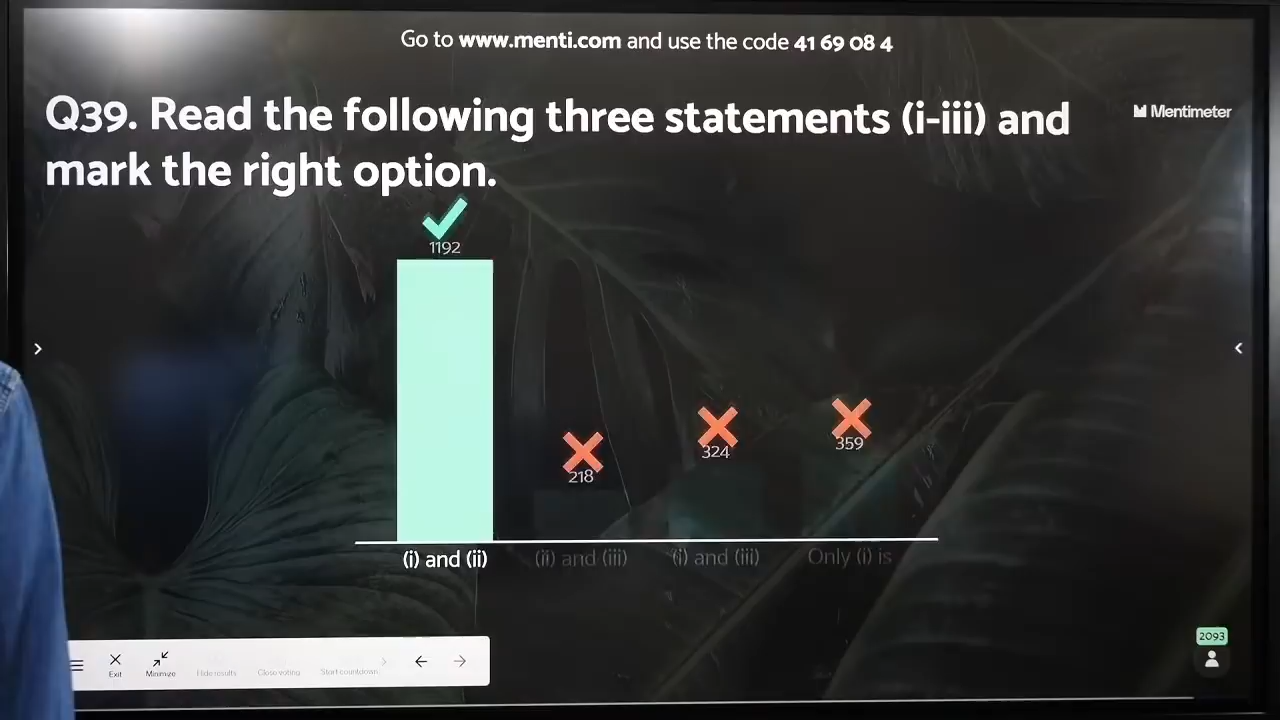 Go to www.menti.com and use the code 41 69 08 4
Q39. Read the following three statements (i-iii) and
mark the right option.
Mentimeter
1192
218
324
359
(i) and (ii)
(ii) and (iii)
(i) and (iii)
Only (i) is
2093
Exit
Minimize
Hide results
Close voting
Start countdown